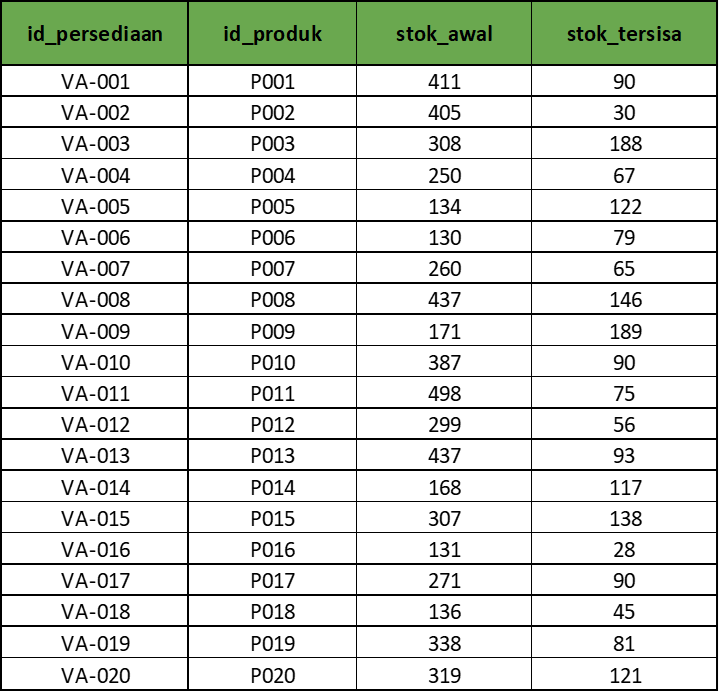 id_persediaan id_produk stok_awal stok_tersisa
VA-001 P001 411 90
VA-002 P002 405 30
VA-003 P003 308 188
VA-004 P004 250 67
VA-005 P005 134 122
VA-006 P006 130 79
VA-007 P007 260 65
VA-008 P008 437 146
VA-009 P009 171 189
VA-010 P010 387 90
VA-011 P011 498 75
VA-012 P012 299 56
VA-013 P013 437 93
VA-014 P014 168 117
VA-015 P015 307 138
VA-016 P016 131 28
VA-017 P017 271 90
VA-018 P018 136 45
VA-019 P019 338 81
VA-020 P020 319 121